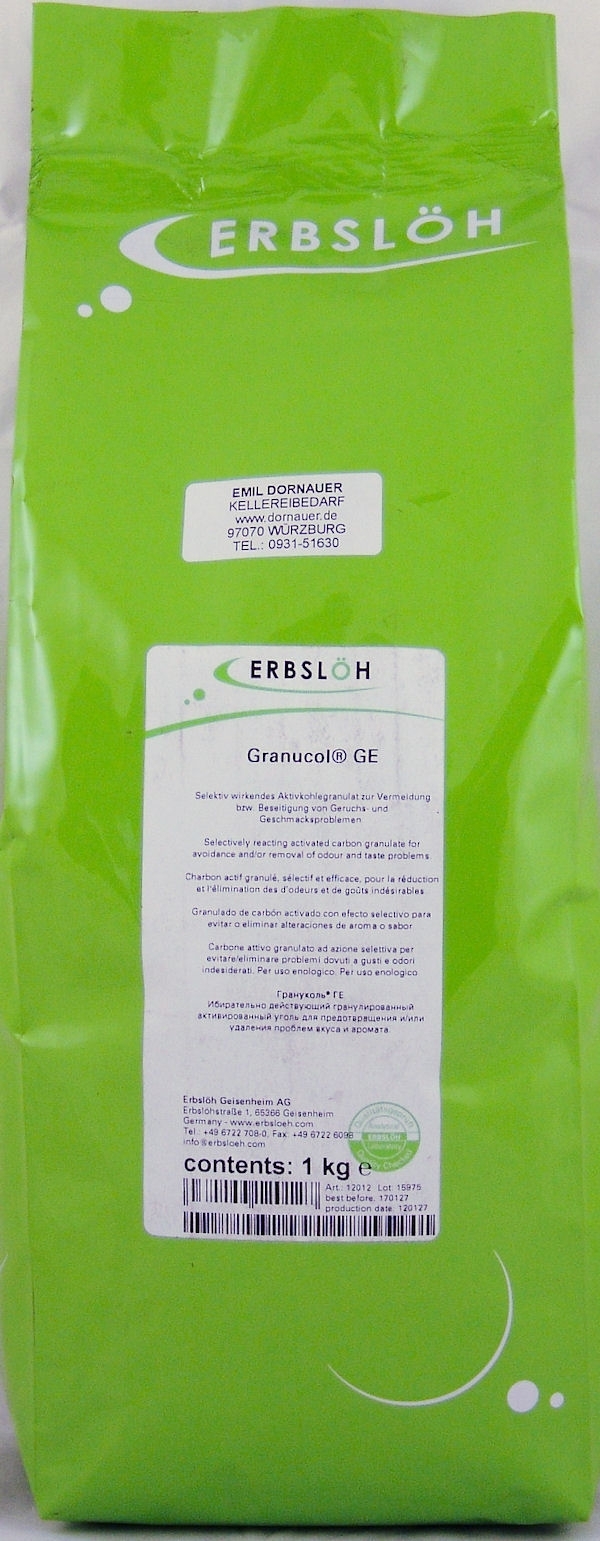 ERBSLÖH
EMIL DORNAUER
KELLEREIBEDARF
www.dornauer.de
97070 WÜRZBURG
TEL.: 0931-51630
ERBSLÖH
Granucol® GE
Selektiv wirkendes Aktivkohlegranulat zur Vermeidung
bzw. Beseitigung von Geruchs- und
Geschmacksproblemen
Selectively reacting activated carbon granulate for
avoidance and/or removal of odour and taste problems.
Charbon actif granulé, sélectif et efficace, pour la réduction
et l'élimination des d'odeurs et de goûts indésirables.
Granulado de carbón activado con efecto selectivo para
evitar o eliminar alteraciones de aroma o sabor
Carbone attivo granulato ad azione selettiva per
evitare/eliminare problemi dovuti a gusti e odori
indesiderati. Per uso enologico. Per uso enologico
Грануколь® ГЕ
Избирательно действующий гранулированный
активированный уголь для предотвращения и/или
удаления проблем вкуса и аромата.
Erbslöh Geisenheim AG
Erbslöhstraße 1, 65366 Geisenheim
Germany - www.erbsloeh.com
Tel.: +49 6722 708-0, Fax: +49 6722 6098
info@erbsloeh.com
Qualitätsgeprüft
Analytical
ERBSLÖH
Laboratory
Quality Checked
contents: 1 kg ℮
Art.: 12012 Lot: 15975
best before: 170127
production date: 120127